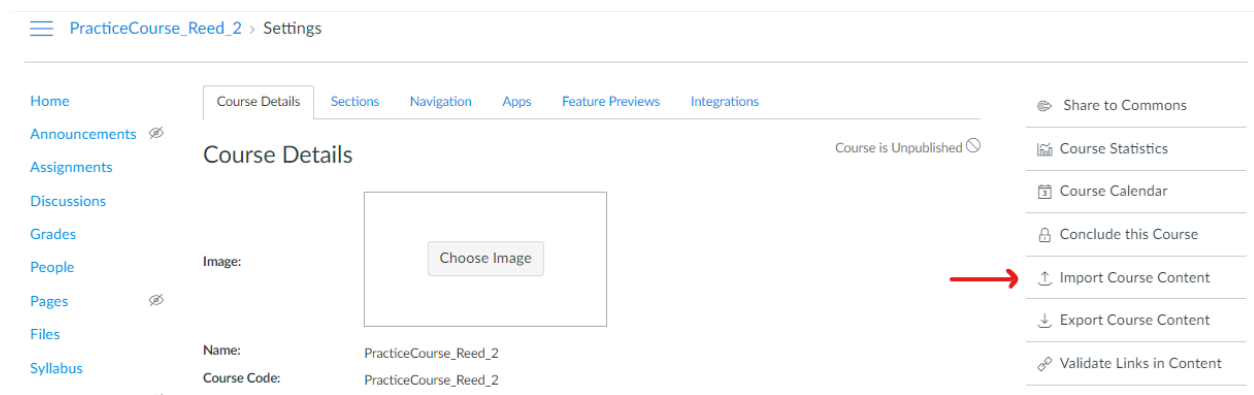 PracticeCourse_Reed_2 > Settings
Home
Announcements
Assignments
Discussions
Grades
People
Pages
Files
Syllabus
Course Details Sections Navigation Apps Feature Previews Integrations
Course Details
Course is Unpublished
Image:
Choose Image
Name: PracticeCourse_Reed_2
Course Code: PracticeCourse_Reed_2
Share to Commons
Course Statistics
Course Calendar
Conclude this Course
Import Course Content
Export Course Content
Validate Links in Content